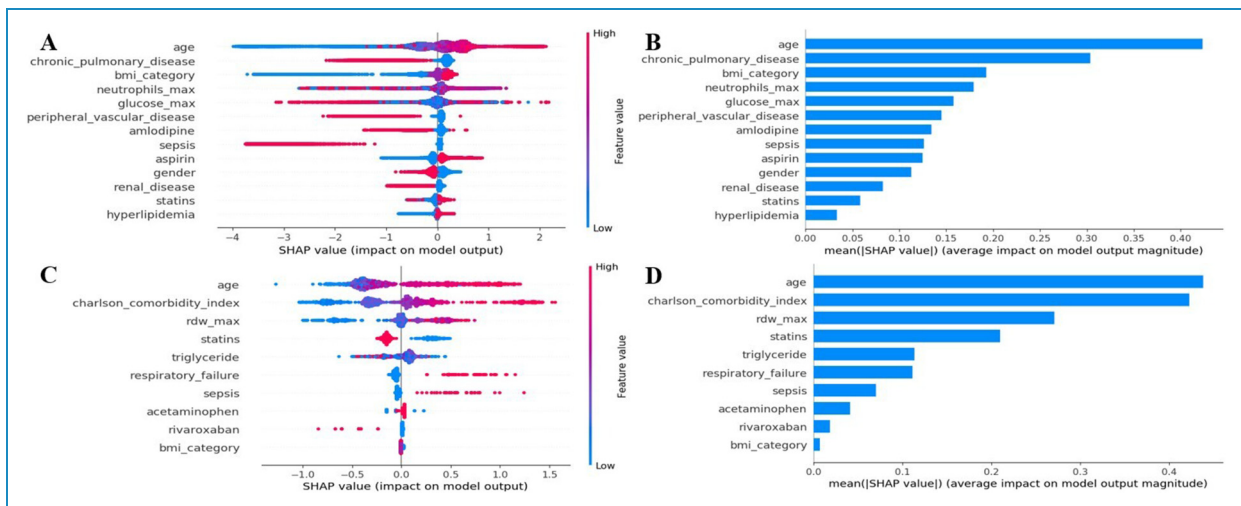 A
High
age
chronic_pulmonary_disease
bmi_category
neutrophils_max
glucose_max
peripheral_vascular_disease
amlodipine
sepsis
aspirin
gender
renal_disease
statins
hyperlipidemia
Feature value
Low
−4 −3 −2 −1 0 1 2
SHAP value (impact on model output)
B
age
chronic_pulmonary_disease
bmi_category
neutrophils_max
glucose_max
peripheral_vascular_disease
amlodipine
sepsis
aspirin
gender
renal_disease
statins
hyperlipidemia
0.00 0.05 0.10 0.15 0.20 0.25 0.30 0.35 0.40
mean(|SHAP value|) (average impact on model output magnitude)
C
High
age
charlson_comorbidity_index
rdw_max
statins
triglyceride
respiratory_failure
sepsis
acetaminophen
rivaroxaban
bmi_category
Feature value
Low
−1.0 −0.5 0.0 0.5 1.0 1.5
SHAP value (impact on model output)
D
age
charlson_comorbidity_index
rdw_max
statins
triglyceride
respiratory_failure
sepsis
acetaminophen
rivaroxaban
bmi_category
0.0 0.1 0.2 0.3 0.4
mean(|SHAP value|) (average impact on model output magnitude)